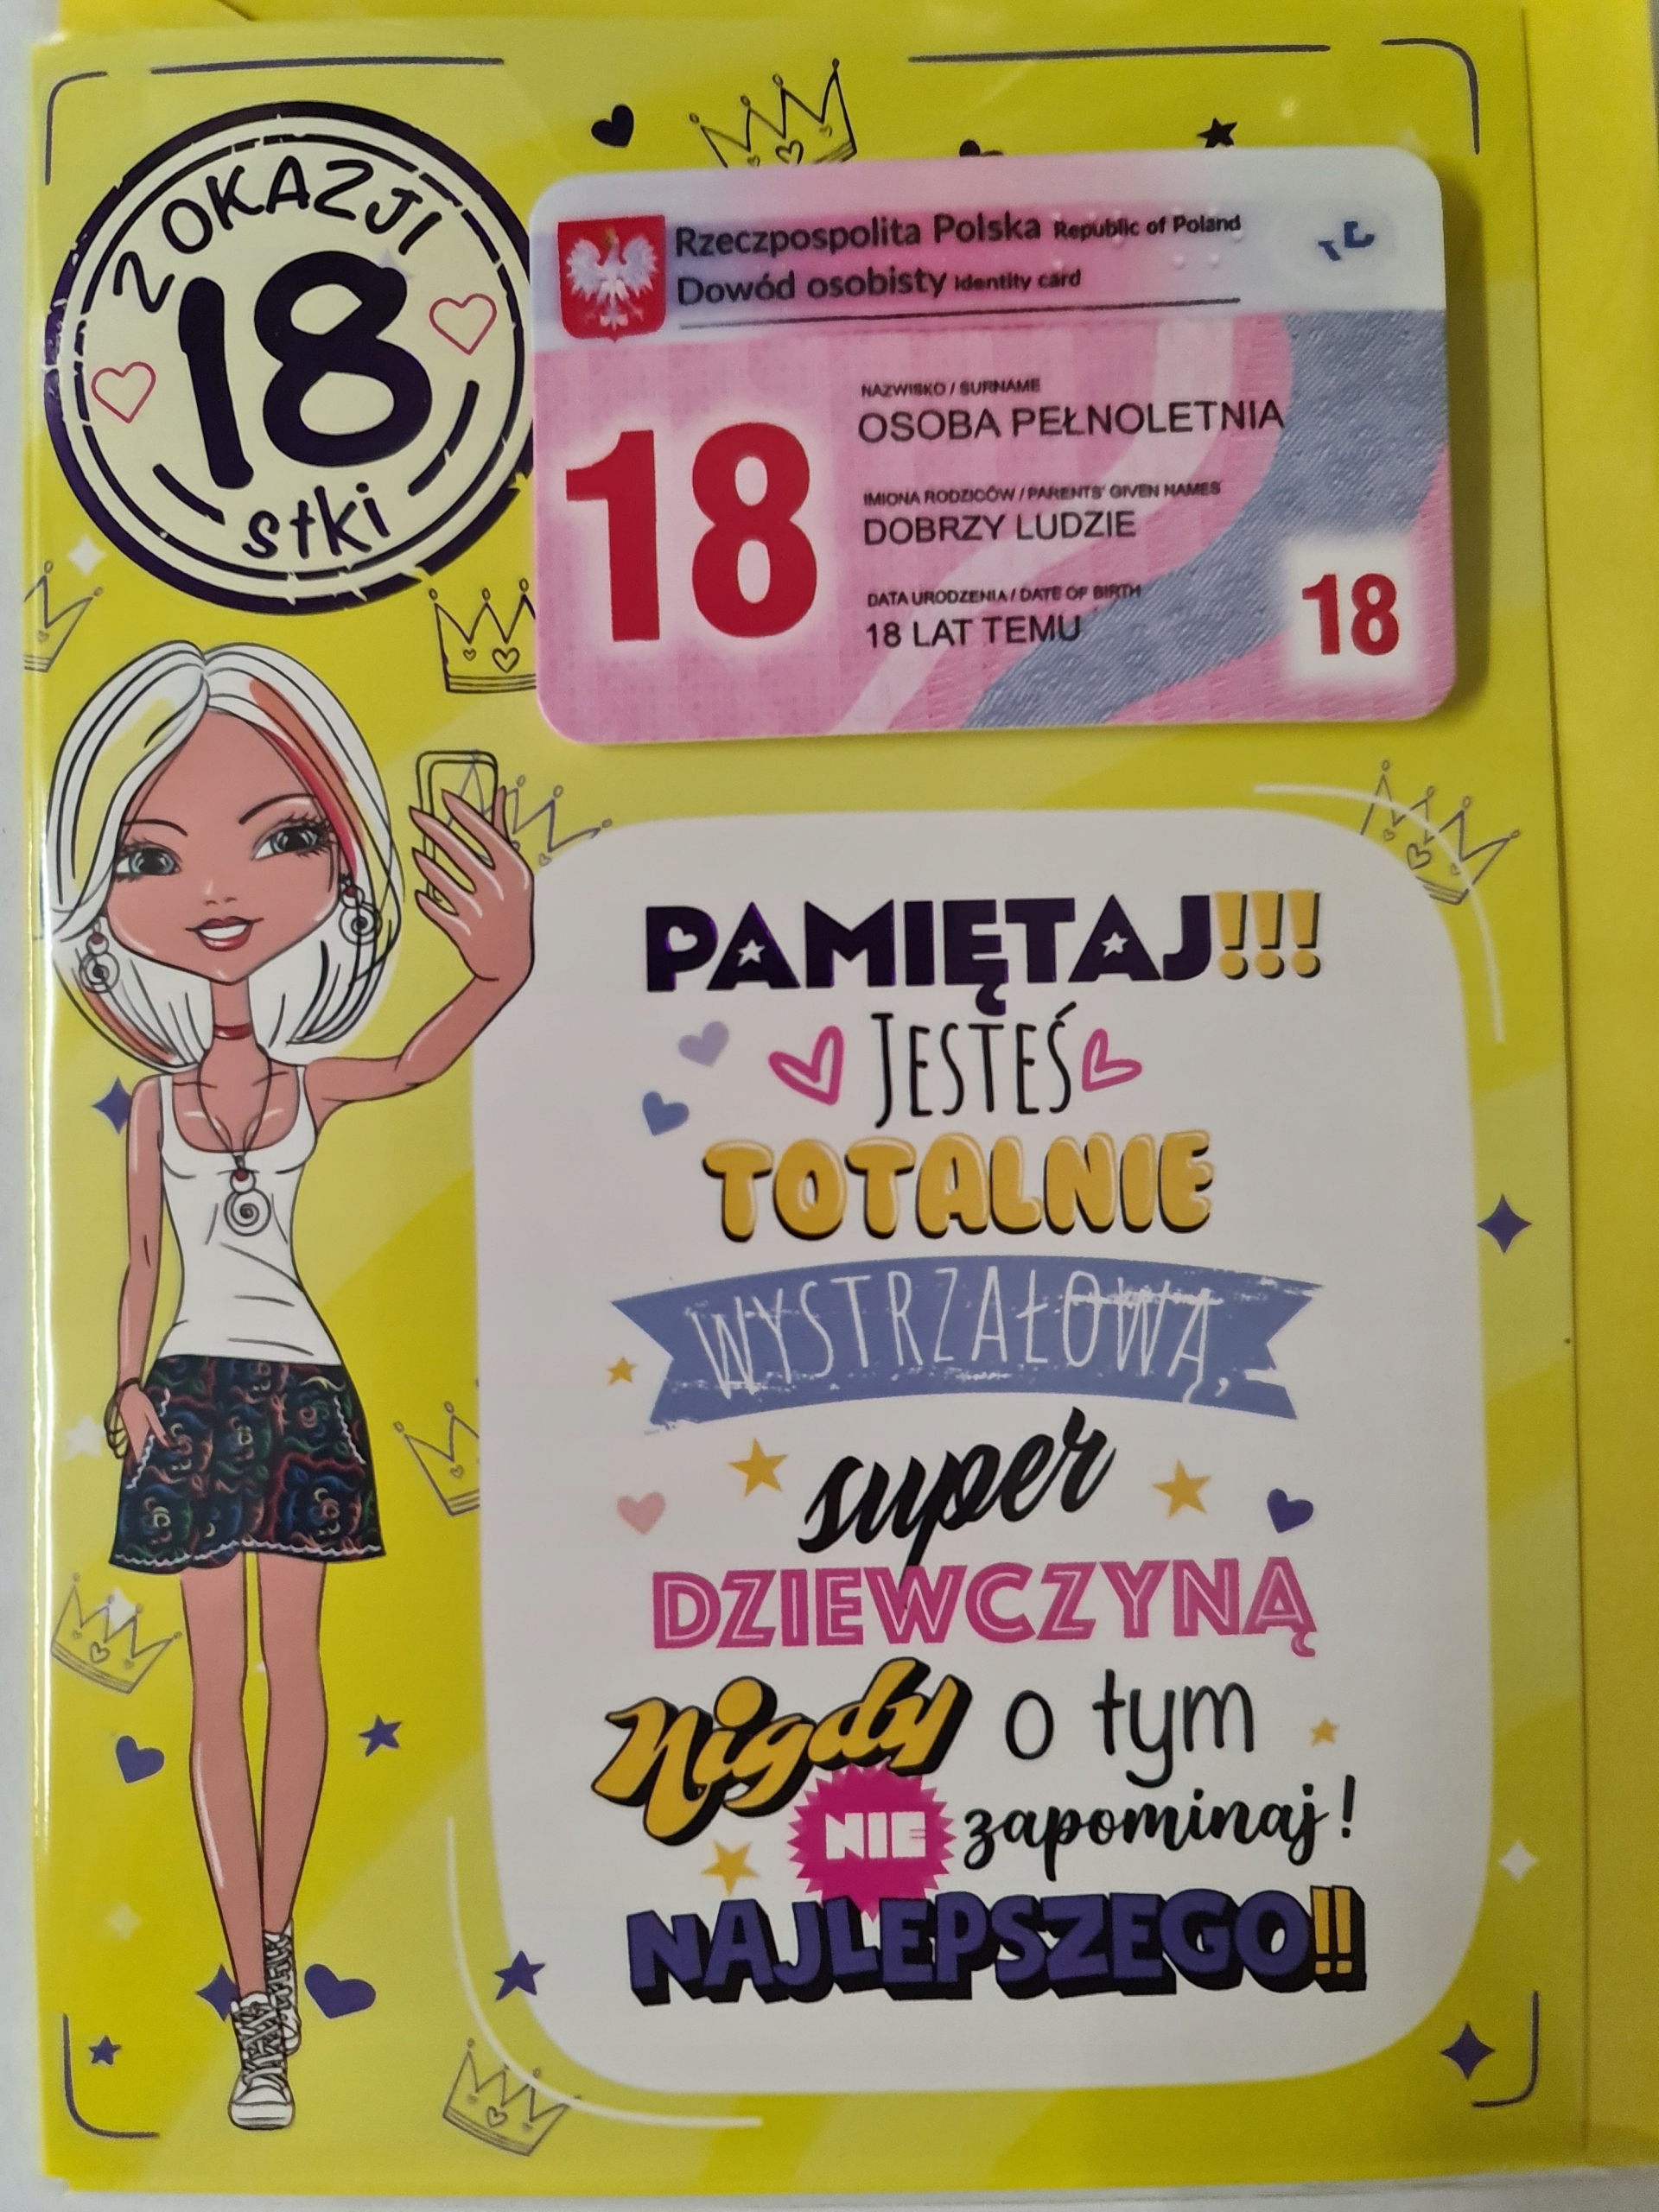 Z OKAZJI
18
stki
Rzeczpospolita Polska Republic of Poland
Dowód osobisty Identity card
NAZWISKO / SURNAME
OSOBA PEŁNOLETNIA
18
IMIONA RODZICÓW / PARENTS' GIVEN NAMES
DOBRZY LUDZIE
DATA URODZENIA / DATE OF BIRTH
18 LAT TEMU
18
PAMIĘTAJ!!!
JESTEŚ
TOTALNIE
WYSTRZAŁOWĄ,
super
DZIEWCZYNĄ
Nigdy o tym
NIE zapominaj!
NAJLEPSZEGO!!